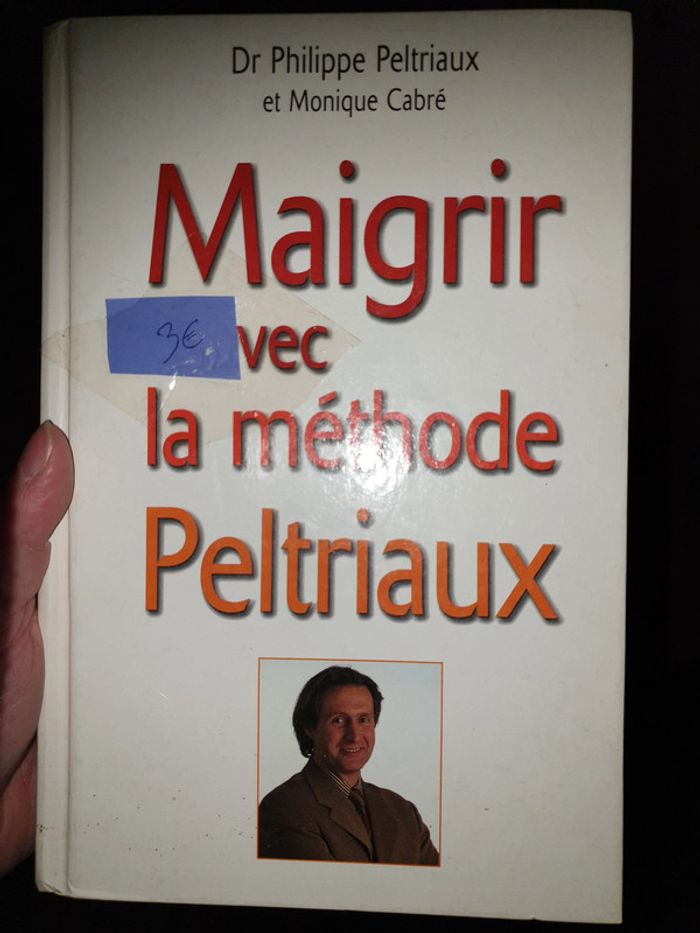 Dr Philippe Peltriaux
et Monique Cabré
Maigrir
3€ vec
la méthode
Peltriaux